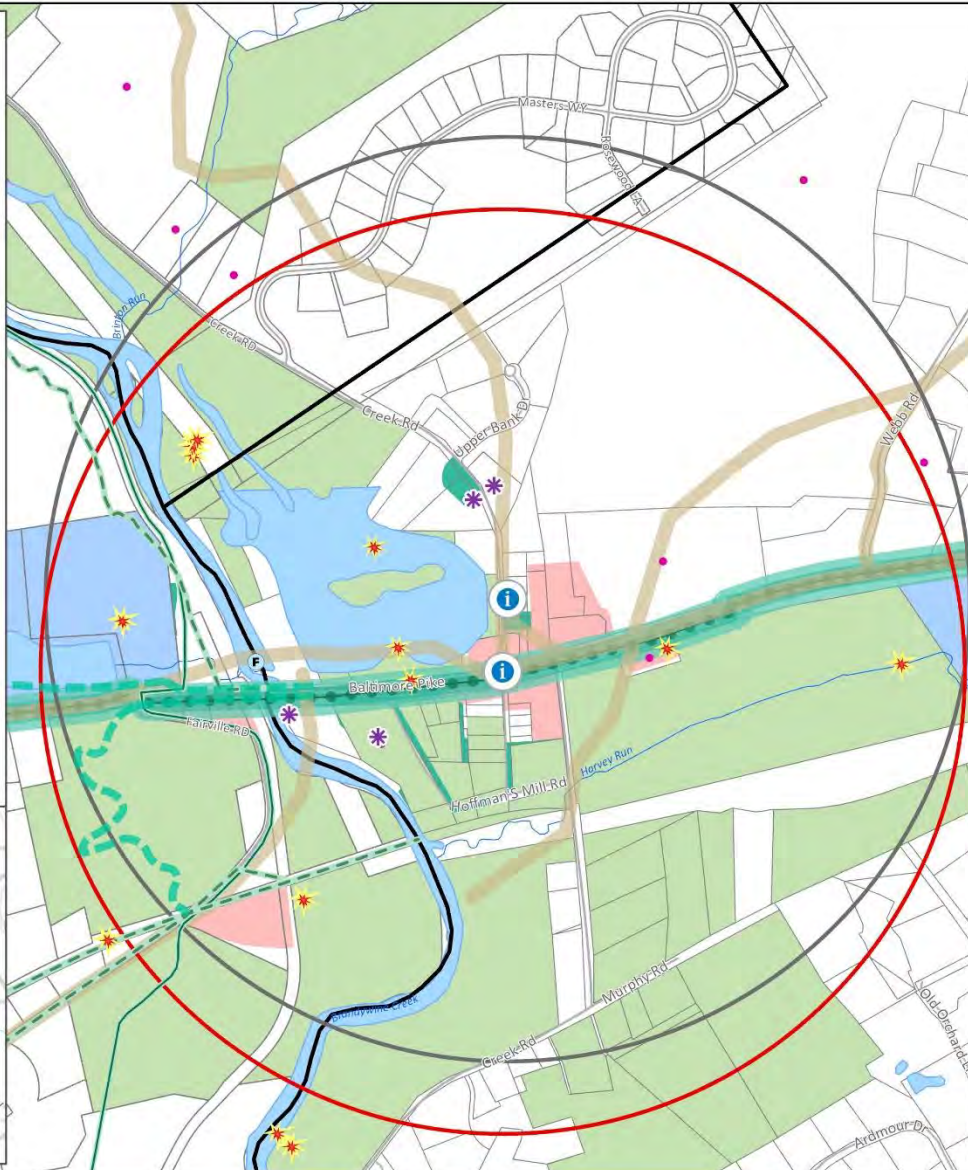 Masters WY
Rosewood LA
Brinton Run
Creek RD
Creek Rd
Upper Bank Dr
Webb Rd
i
i
F
Baltimore Pike
Fairville RD
Harvey Run
Hoffman S Mill Rd
Murphy Rd
Brandywine Creek
Creek Rd
Old Orchard
Ardmour Dr